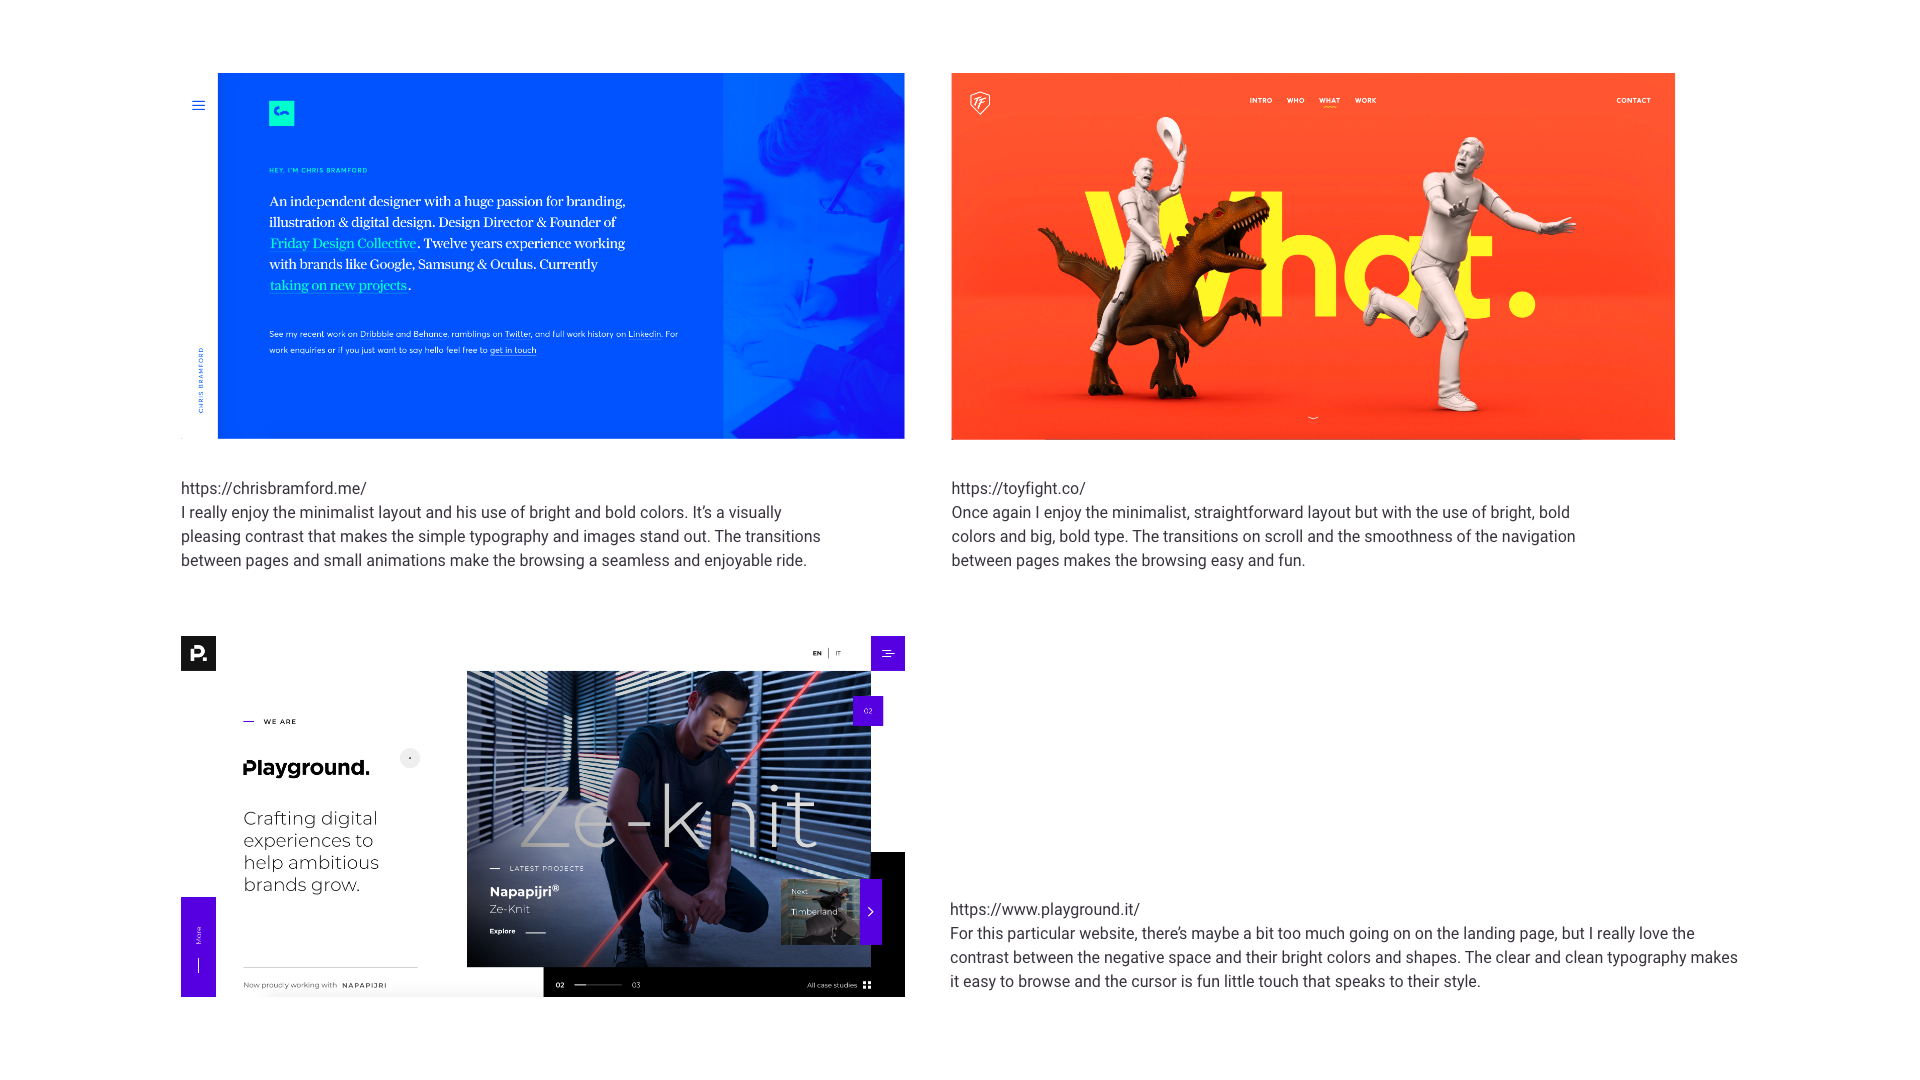 HEY, I'M CHRIS BRAMFORD
An independent designer with a huge passion for branding,
illustration & digital design. Design Director & Founder of
Friday Design Collective. Twelve years experience working
with brands like Google, Samsung & Oculus. Currently
taking on new projects.
See my recent work on Dribbble and Behance, ramblings on Twitter, and full work history on Linkedin. For
work enquiries or if you just want to say hello feel free to get in touch
CHRIS BRAMFORD
TF
INTRO WHO WHAT WORK
CONTACT
What.
https://chrisbramford.me/
I really enjoy the minimalist layout and his use of bright and bold colors. It's a visually
pleasing contrast that makes the simple typography and images stand out. The transitions
between pages and small animations make the browsing a seamless and enjoyable ride.
https://toyfight.co/
Once again I enjoy the minimalist, straightforward layout but with the use of bright, bold
colors and big, bold type. The transitions on scroll and the smoothness of the navigation
between pages makes the browsing easy and fun.
P.
EN | IT
02
WE ARE
Playground.
Crafting digital
experiences to
help ambitious
brands grow.
More
Now proudly working with NAPAPIJRI
Ze-knit
LATEST PROJECTS
Napapijri®
Ze-Knit
Explore
Next
Timberland
02 03
All case studies
https://www.playground.it/
For this particular website, there's maybe a bit too much going on on the landing page, but I really love the
contrast between the negative space and their bright colors and shapes. The clear and clean typography makes
it easy to browse and the cursor is fun little touch that speaks to their style.